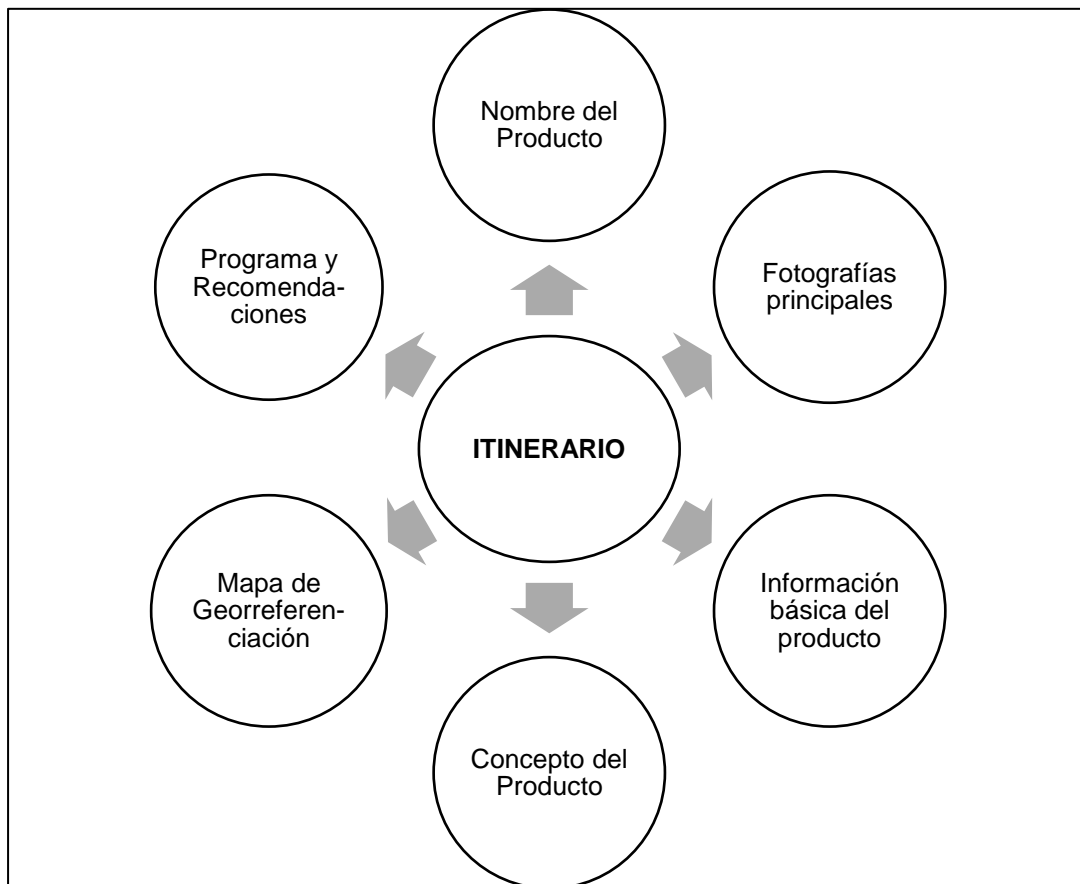 Nombre del
Producto
Fotografías
principales
Información
básica del
producto
Concepto del
Producto
Mapa de
Georreferen-
ciación
Programa y
Recomenda-
ciones
ITINERARIO